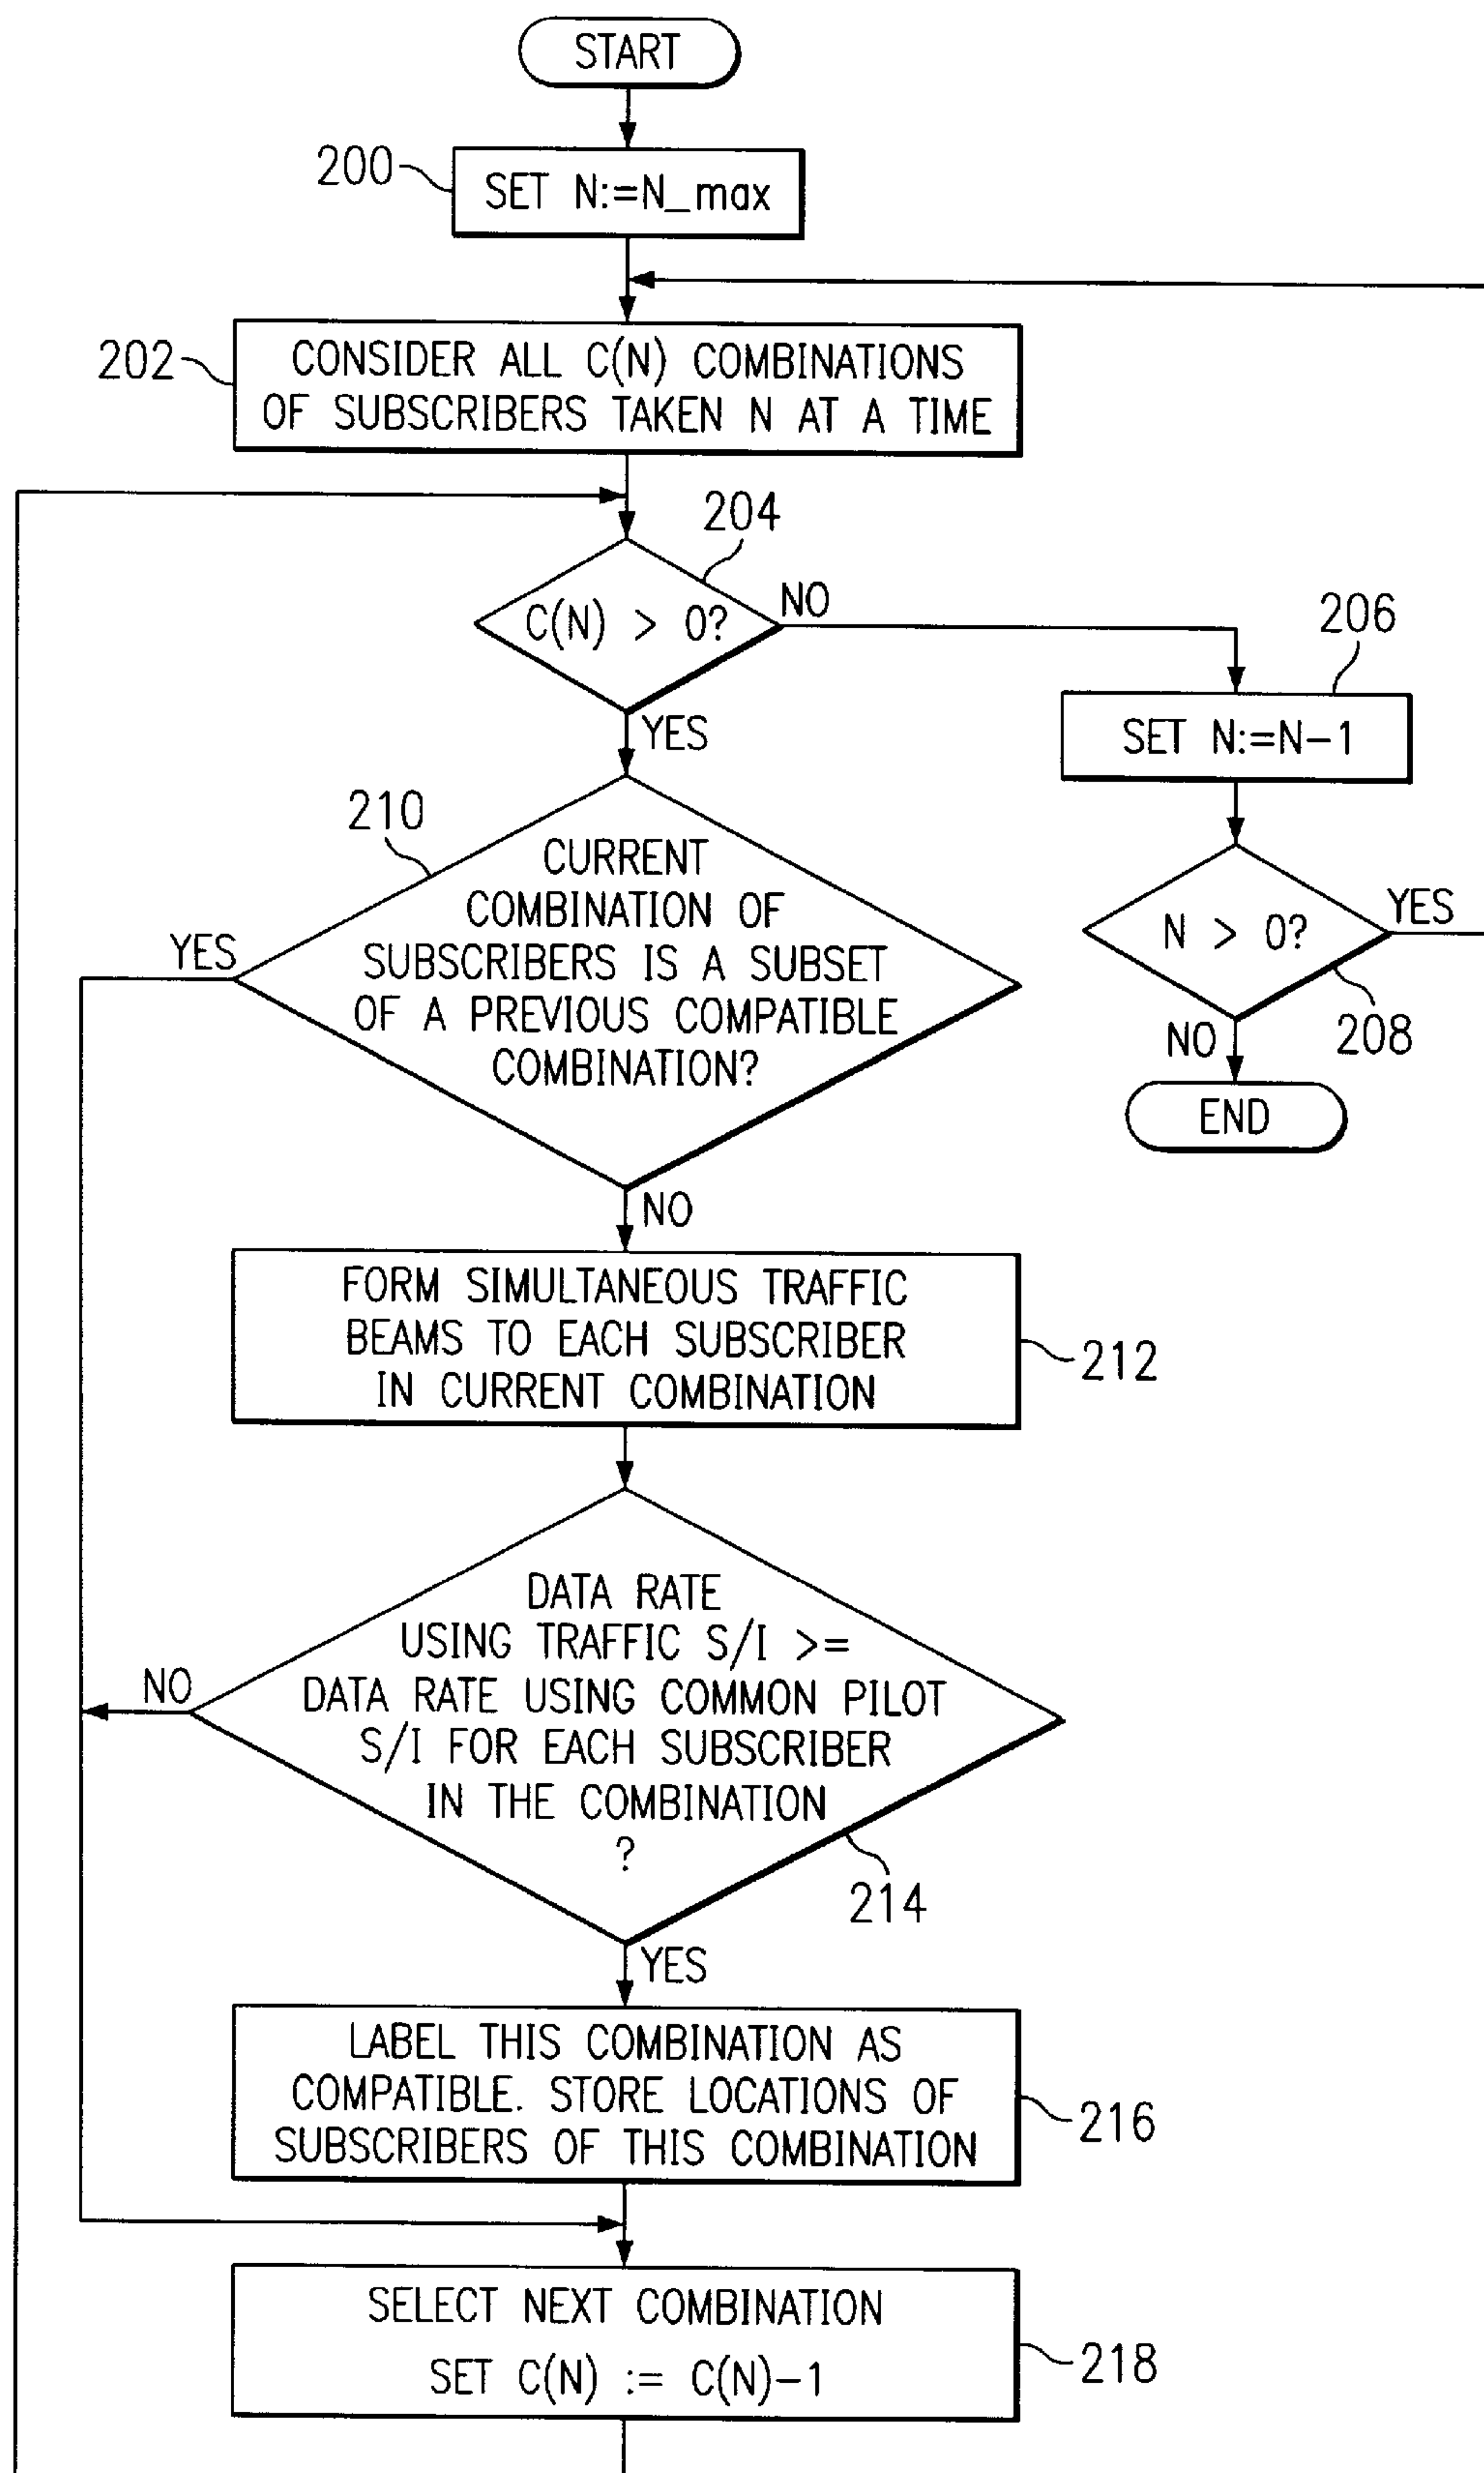 START
200
SET N:=N_max
202
CONSIDER ALL C(N) COMBINATIONS
OF SUBSCRIBERS TAKEN N AT A TIME
204
C(N) > 0?
NO
YES
206
SET N:=N-1
N > 0?
YES
208
NO
END
210
CURRENT
COMBINATION OF
SUBSCRIBERS IS A SUBSET
OF A PREVIOUS COMPATIBLE
COMBINATION?
YES
NO
FORM SIMULTANEOUS TRAFFIC
BEAMS TO EACH SUBSCRIBER
IN CURRENT COMBINATION
212
DATA RATE
USING TRAFFIC S/I >=
DATA RATE USING COMMON PILOT
S/I FOR EACH SUBSCRIBER
IN THE COMBINATION
?
NO
214
YES
LABEL THIS COMBINATION AS
COMPATIBLE. STORE LOCATIONS OF
SUBSCRIBERS OF THIS COMBINATION
216
SELECT NEXT COMBINATION
SET C(N) := C(N)-1
218